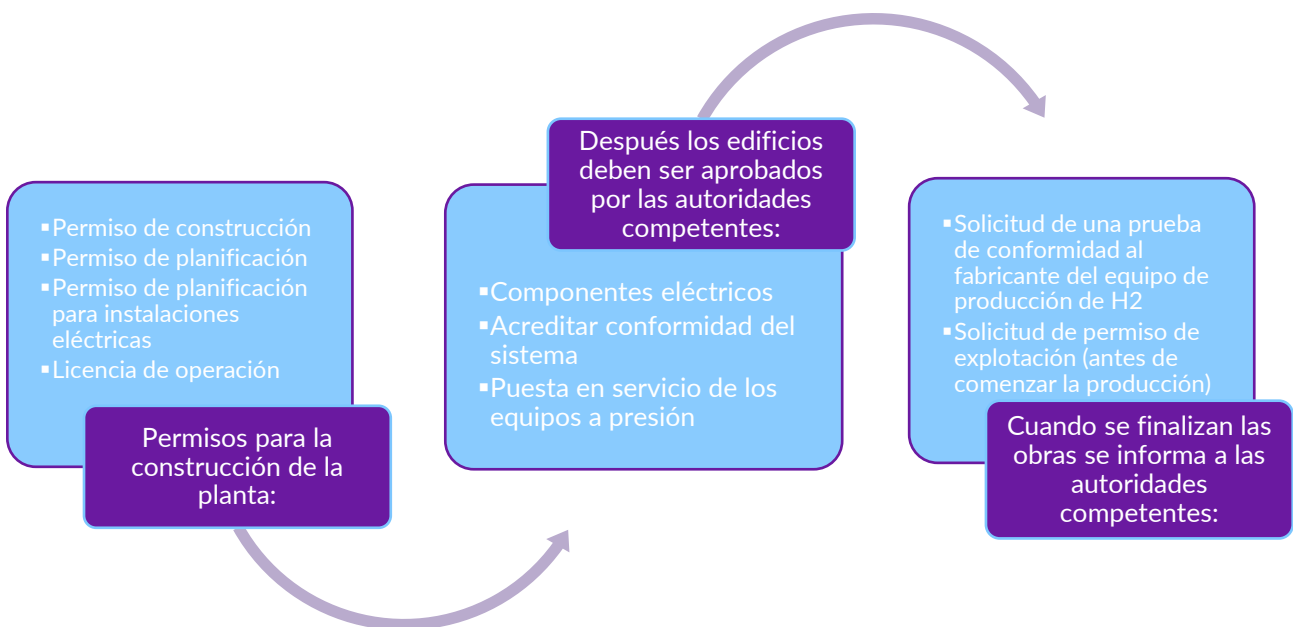 ▪Permiso de construcción
▪Permiso de planificación
▪Permiso de planificación
para instalaciones
eléctricas
▪Licencia de operación
Permisos para la
construcción de la
planta:
Después los edificios
deben ser aprobados
por las autoridades
competentes:
▪Componentes eléctricos
▪Acreditar conformidad del
sistema
▪Puesta en servicio de los
equipos a presión
▪Solicitud de una prueba
de conformidad al
fabricante del equipo de
producción de H2
▪Solicitud de permiso de
explotación (antes de
comenzar la producción)
Cuando se finalizan las
obras se informa a las
autoridades
competentes: